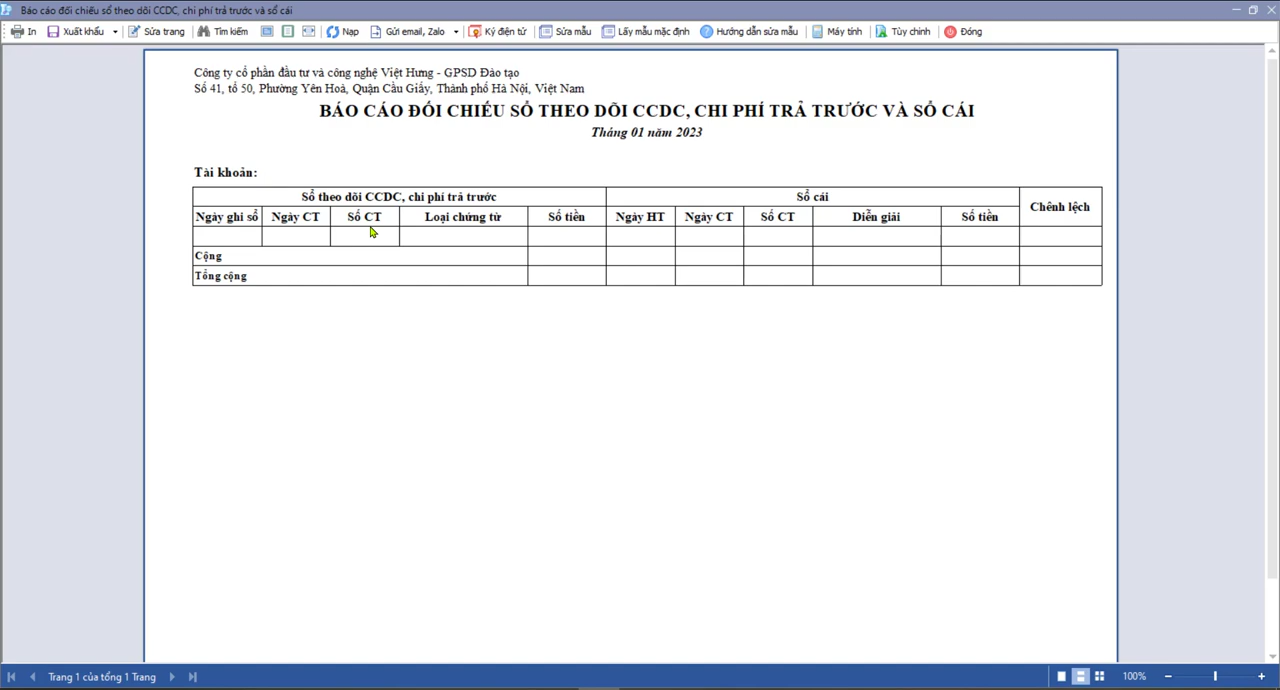 Báo cáo đối chiếu sổ theo dõi CCDC, chi phí trả trước và sổ cái
In Xuất khẩu Sửa trang Tìm kiếm Nạp Gửi email, Zalo Ký điện tử Sửa mẫu Lấy mẫu mặc định Hướng dẫn sửa mẫu Máy tính Tùy chỉnh Đóng
Công ty cổ phần đầu tư và công nghệ Việt Hưng - GPSD Đào tạo
Số 41, tổ 50, Phường Yên Hoà, Quận Cầu Giấy, Thành phố Hà Nội, Việt Nam
BÁO CÁO ĐỐI CHIẾU SỔ THEO DÕI CCDC, CHI PHÍ TRẢ TRƯỚC VÀ SỔ CÁI
Tháng 01 năm 2023
Tài khoản:
Sổ theo dõi CCDC, chi phí trả trước Sổ cái Chênh lệch
Ngày ghi sổ Ngày CT Số CT Loại chứng từ Số tiền Ngày HT Ngày CT Số CT Diễn giải Số tiền
Cộng
Tổng cộng
Trang 1 của tổng 1 Trang 100%